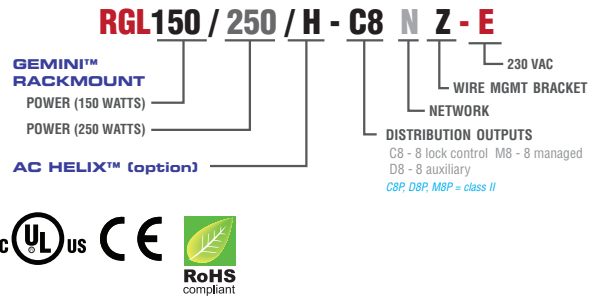 RGL150 / 250 / H - C8 N Z - E
230 VAC
WIRE MGMT BRACKET
NETWORK
DISTRIBUTION OUTPUTS
C8 - 8 lock control M8 - 8 managed
D8 - 8 auxiliary
C8P, D8P, M8P = class II
GEMINI™
RACKMOUNT
POWER (150 WATTS)
POWER (250 WATTS)
AC HELIX™ (option)
C UL US CE
RoHS
compliant